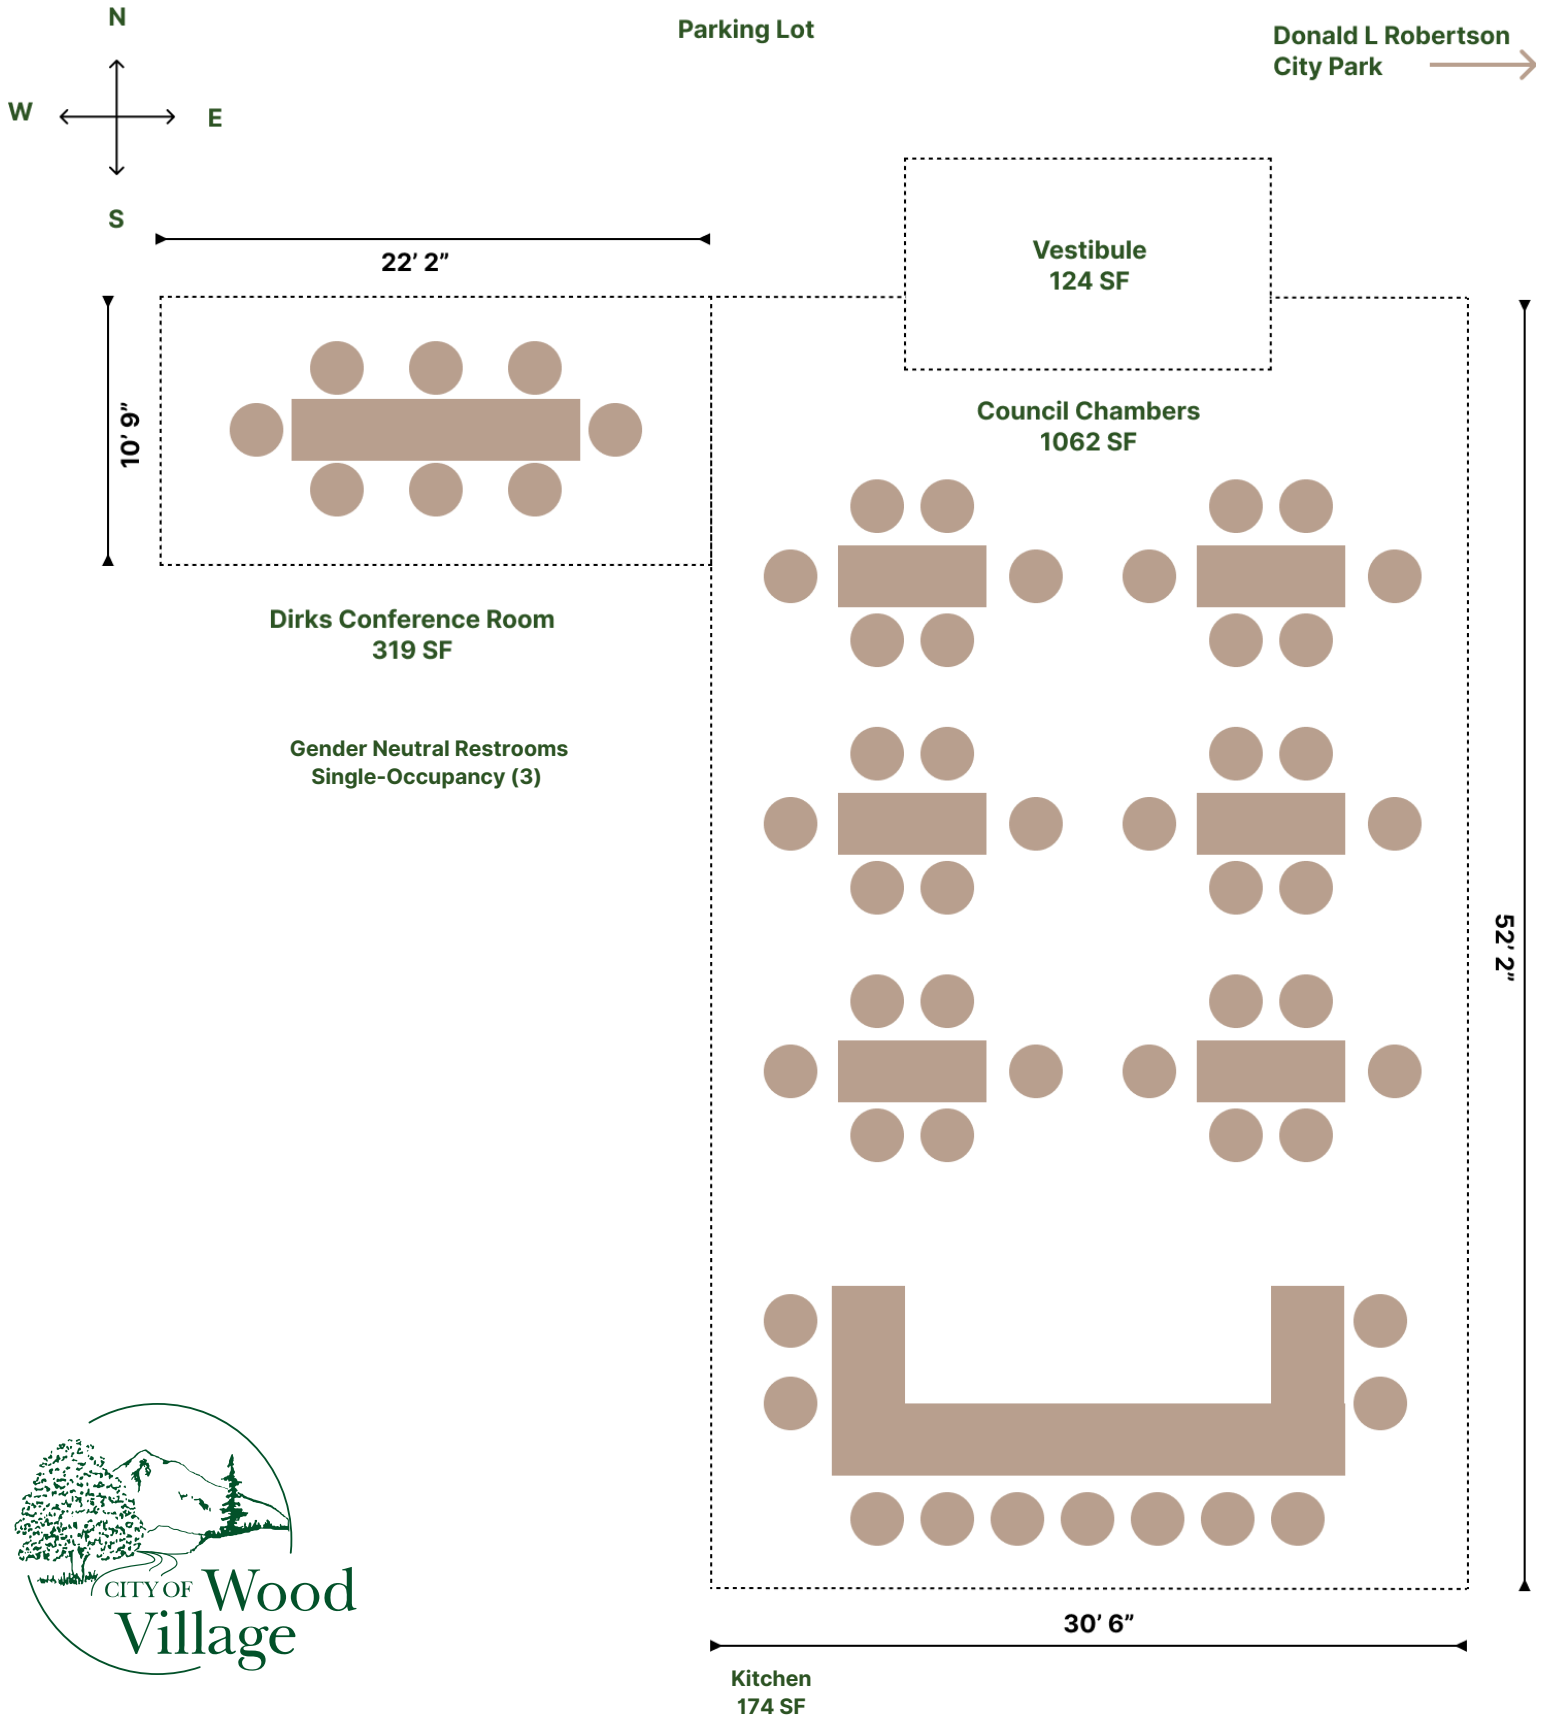 N
Parking Lot
Donald L Robertson
City Park
W
E
S
22’ 2”
Vestibule
124 SF
10’ 9”
Council Chambers
1062 SF
Dirks Conference Room
319 SF
Gender Neutral Restrooms
Single-Occupancy (3)
52’ 2”
CITY OF Wood
Village
30’ 6”
Kitchen
174 SF